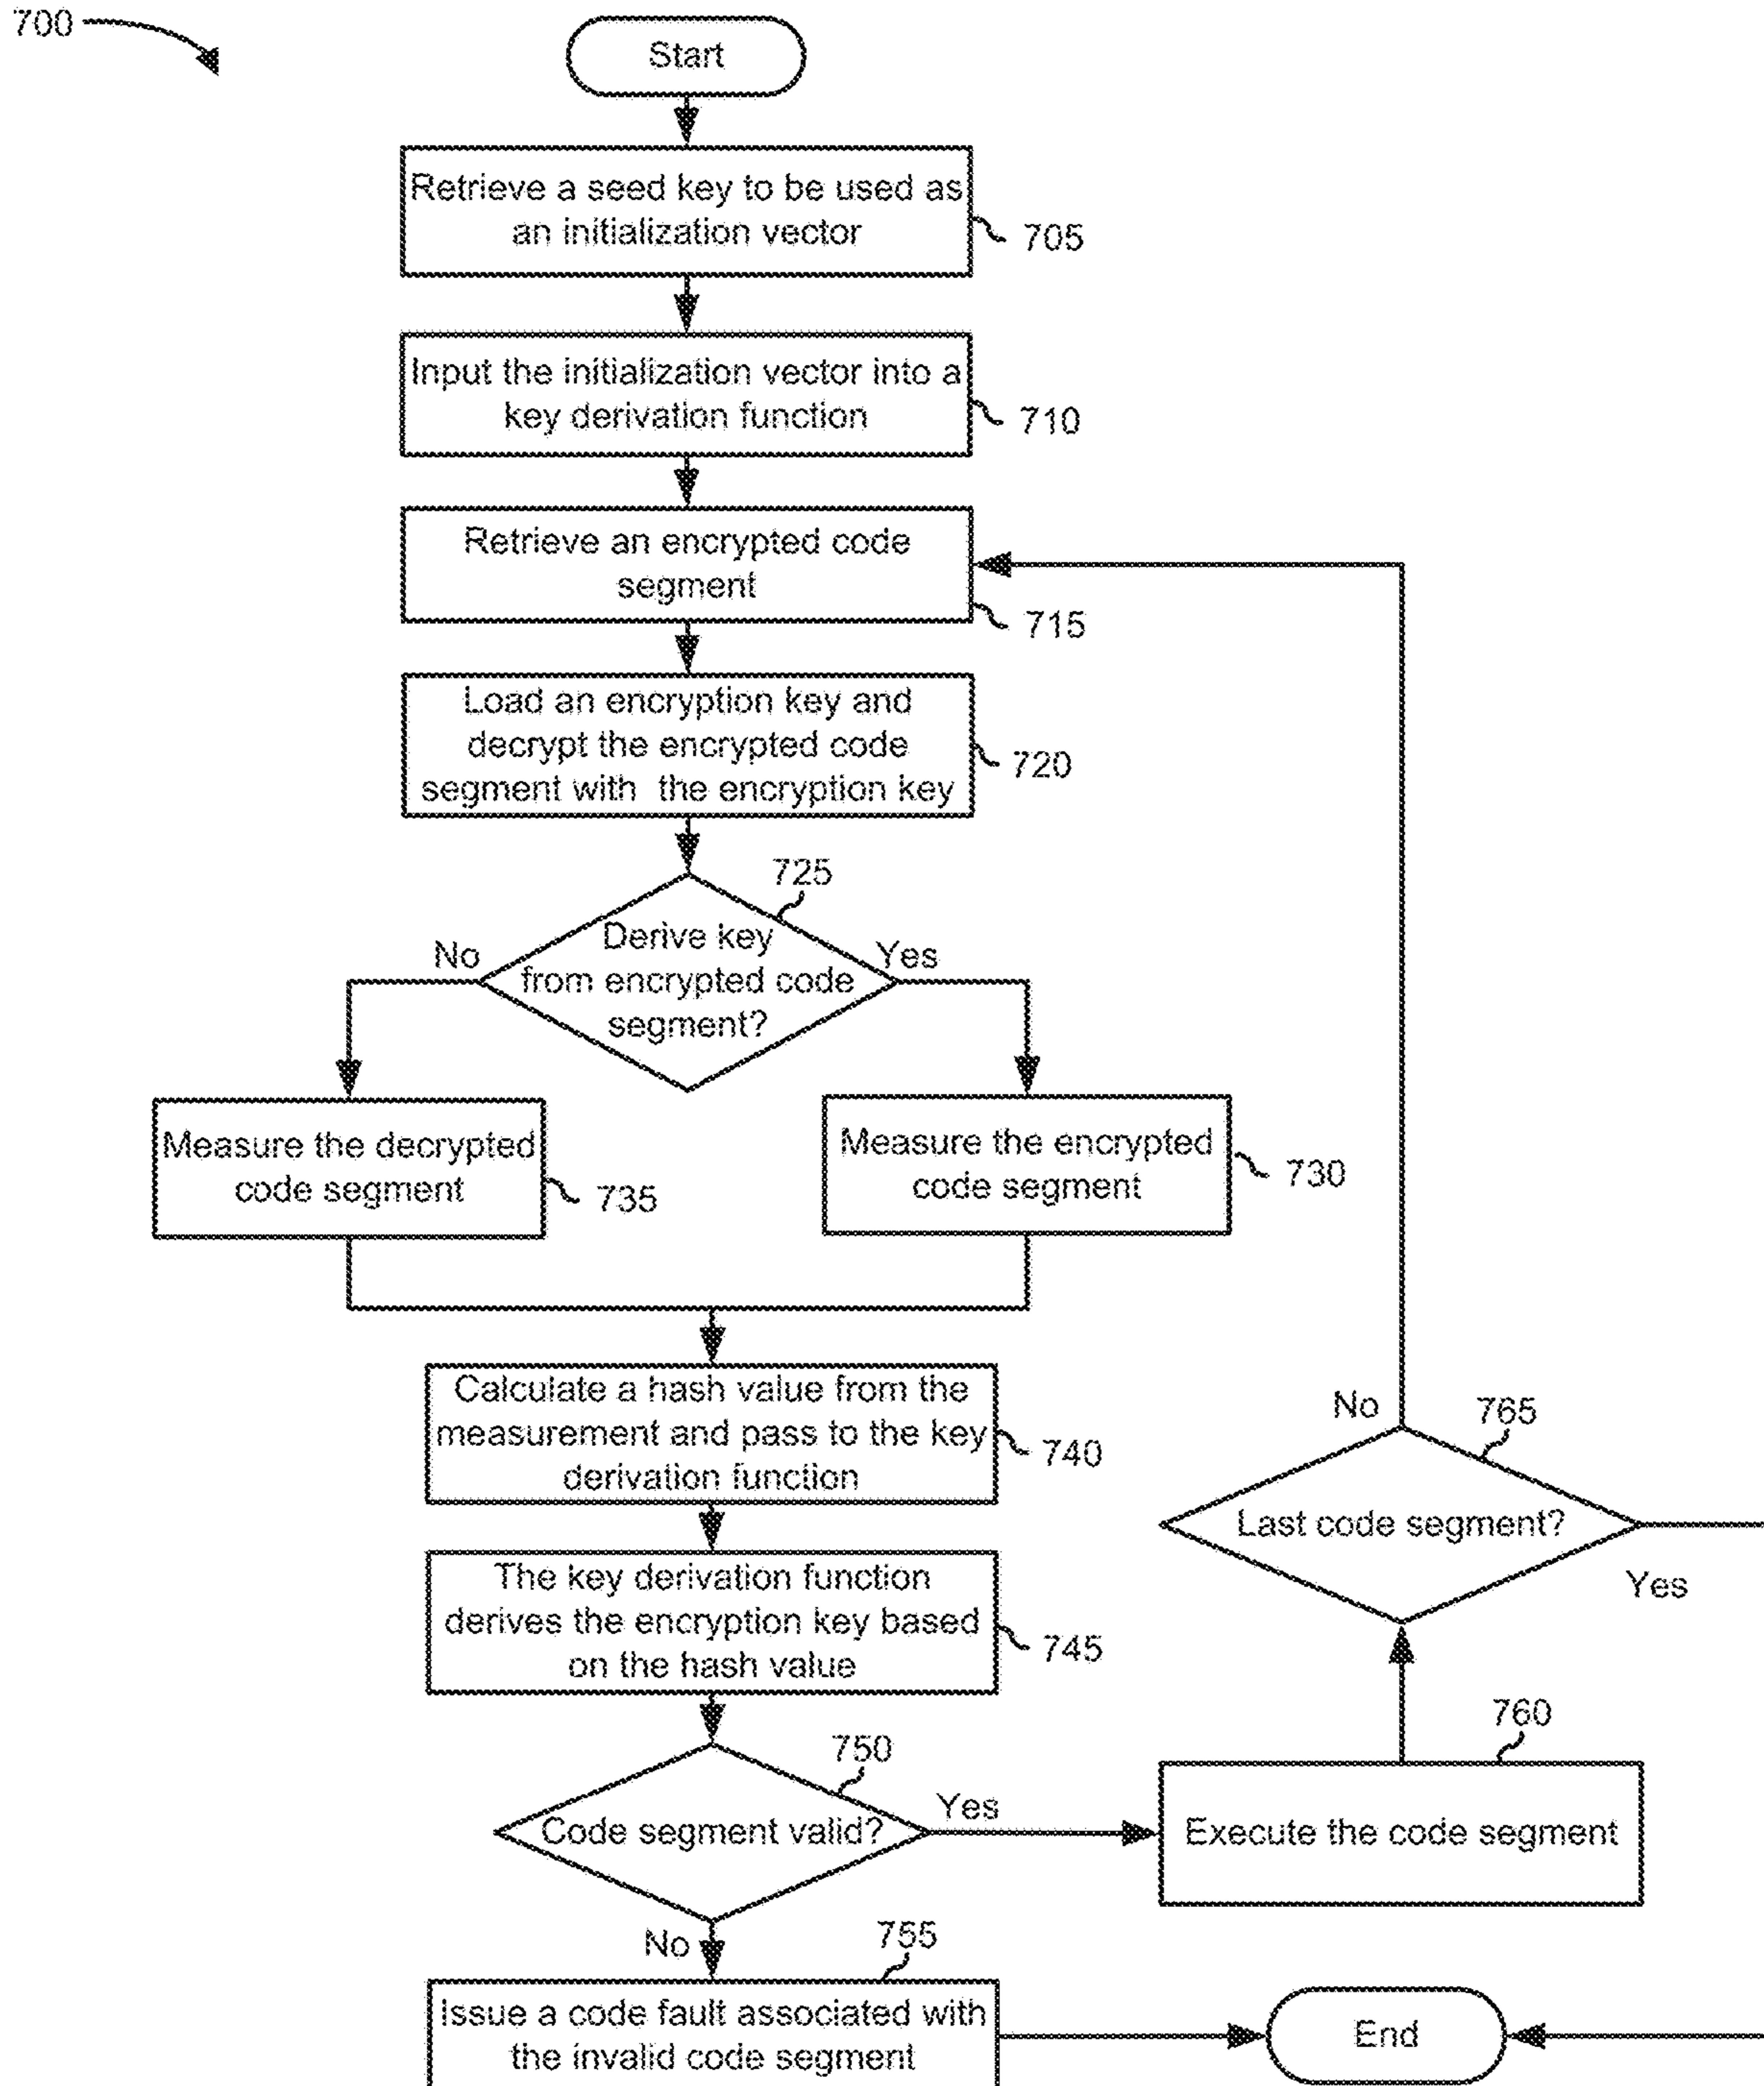 700
Start
Retrieve a seed key to be used as
an initialization vector
705
Input the initialization vector into a
key derivation function
710
Retrieve an encrypted code
segment
715
Load an encryption key and
decrypt the encrypted code
segment with the encryption key
720
725
Derive key
from encrypted code
segment?
No
Yes
Measure the decrypted
code segment
735
Measure the encrypted
code segment
730
Calculate a hash value from the
measurement and pass to the key
derivation function
740
The key derivation function
derives the encryption key based
on the hash value
745
750
Code segment valid?
Yes
No
755
Issue a code fault associated with
the invalid code segment
760
Execute the code segment
765
Last code segment?
No
Yes
End